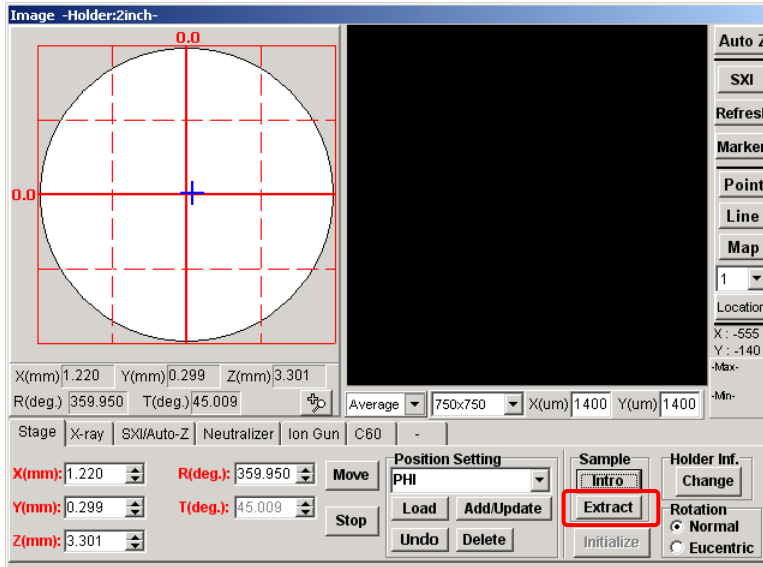 Image -Holder:2inch-
0.0
0.0
Auto Z
SXI
Refresh
Marker
Point
Line
Map
1
Location
X : -555
Y : -140
-Max-
-Min-
X(mm) 1.220 Y(mm) 0.299 Z(mm) 3.301
R(deg.) 359.950 T(deg.) 45.009
Average 750x750 X(um) 1400 Y(um) 1400
Stage X-ray SXI/Auto-Z Neutralizer Ion Gun C60 -
X(mm): 1.220 R(deg.): 359.950 Move
Y(mm): 0.299 T(deg.): 45.009 Stop
Z(mm): 3.301
Position Setting
PHI
Load Add/Update
Undo Delete
Sample
Intro
Extract
Initialize
Holder Inf.
Change
Rotation
Normal
Eucentric